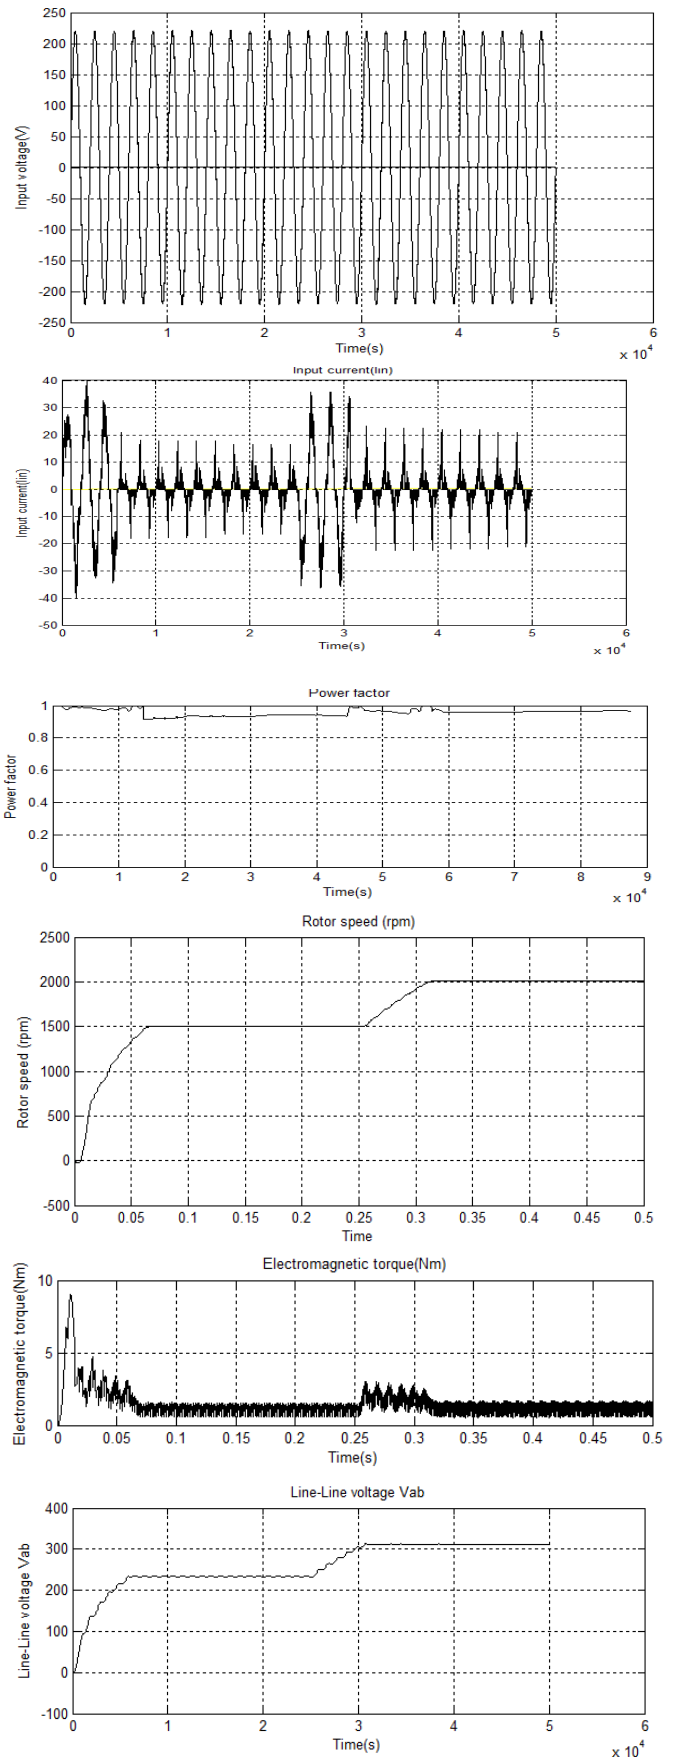 250
200
150
100
50
0
-50
-100
-150
-200
-250
Input voltage(V)
0 1 2 3 4 5 6
Time(s)
x 10^4
Input current(Iin)
40
30
20
10
0
-10
-20
-30
-40
-50
Input current(Iin)
0 1 2 3 4 5 6
Time(s)
x 10^4
Power factor
1
0.8
0.6
0.4
0.2
0
Power factor
0 1 2 3 4 5 6 7 8 9
Time(s)
x 10^4
Rotor speed (rpm)
2500
2000
1500
1000
500
0
-500
Rotor speed (rpm)
0 0.05 0.1 0.15 0.2 0.25 0.3 0.35 0.4 0.45 0.5
Time
Electromagnetic torque(Nm)
10
5
0
Electromagnetic torque(Nm)
0 0.05 0.1 0.15 0.2 0.25 0.3 0.35 0.4 0.45 0.5
Time(s)
Line-Line voltage Vab
400
300
200
100
0
-100
Line-Line voltage Vab
0 1 2 3 4 5 6
Time(s)
x 10^4